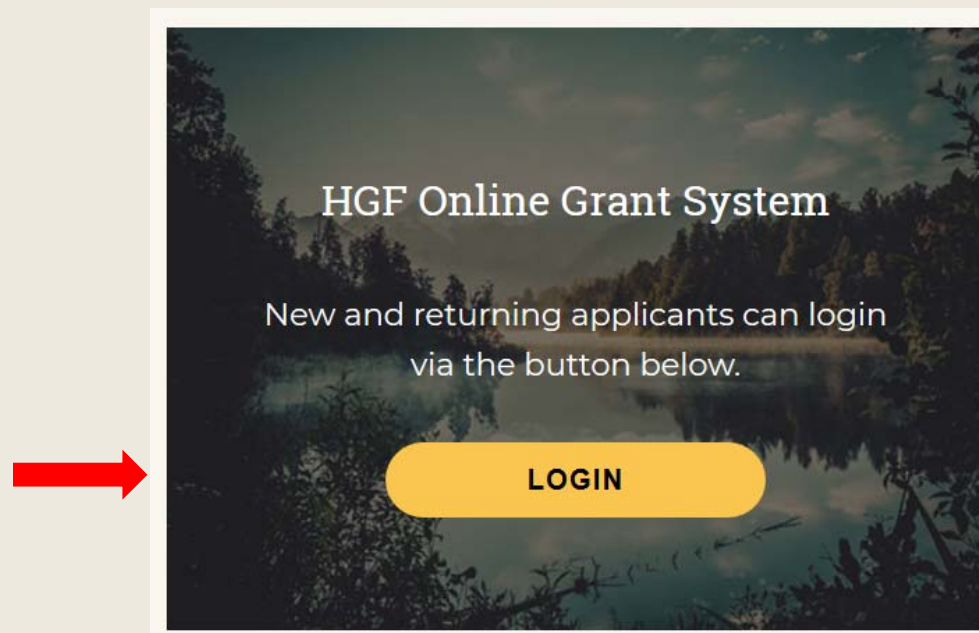 HGF Online Grant System
New and returning applicants can login
via the button below.
LOGIN